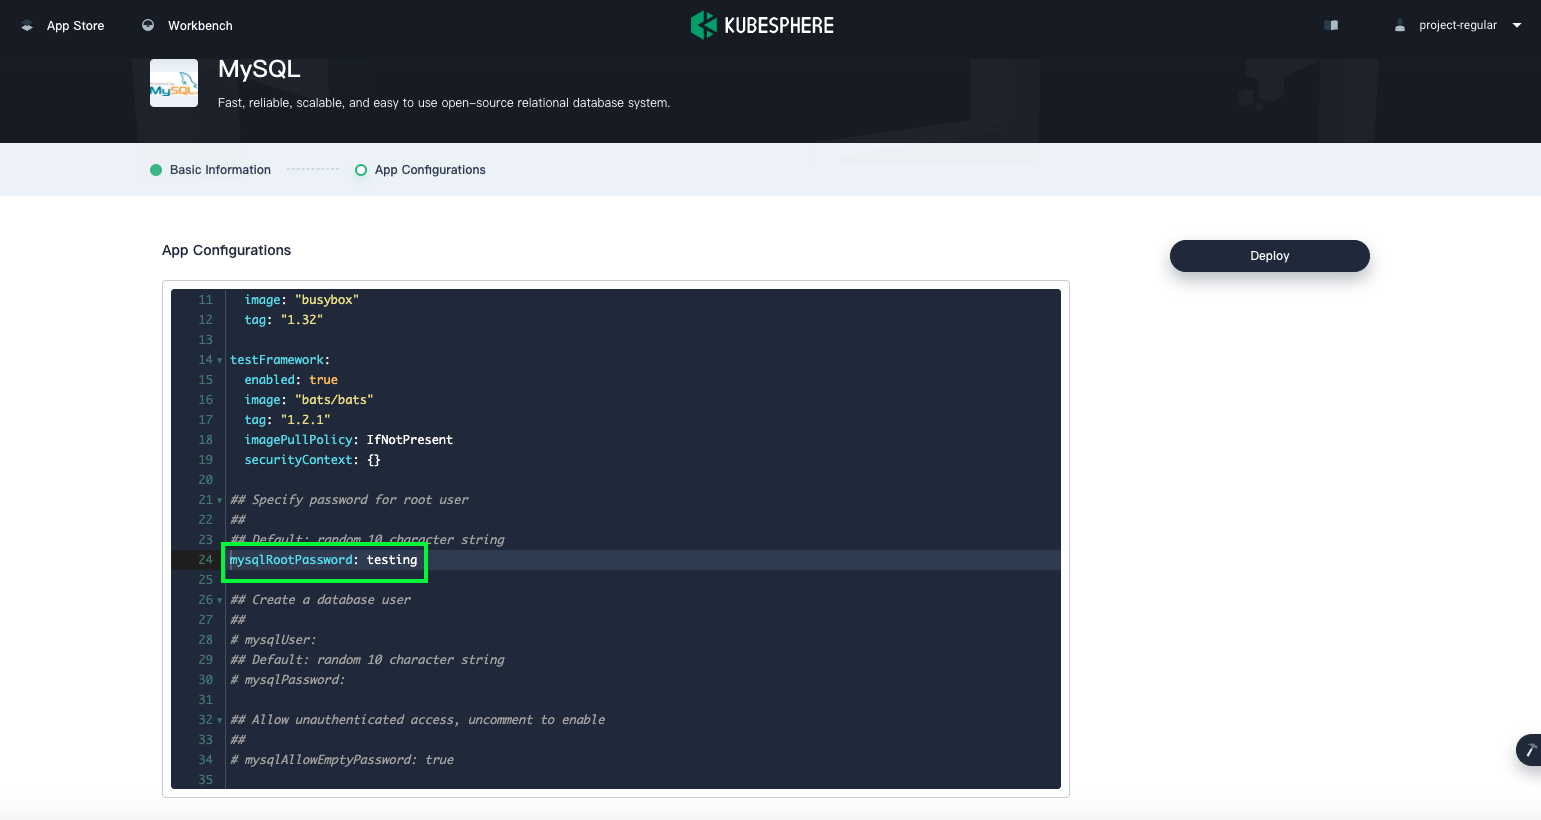 App Store
Workbench
KUBESPHERE
project-regular
MySQL
MySQL
Fast, reliable, scalable, and easy to use open-source relational database system.
Basic Information
App Configurations
App Configurations
Deploy
11 image: "busybox"
12 tag: "1.32"
13
14 testFramework:
15 enabled: true
16 image: "bats/bats"
17 tag: "1.2.1"
18 imagePullPolicy: IfNotPresent
19 securityContext: {}
20
21 ## Specify password for root user
22 ##
23 ## Default: random 10 character string
24 mysqlRootPassword: testing
25
26 ## Create a database user
27 ##
28 # mysqlUser:
29 ## Default: random 10 character string
30 # mysqlPassword:
31
32 ## Allow unauthenticated access, uncomment to enable
33 ##
34 # mysqlAllowEmptyPassword: true
35